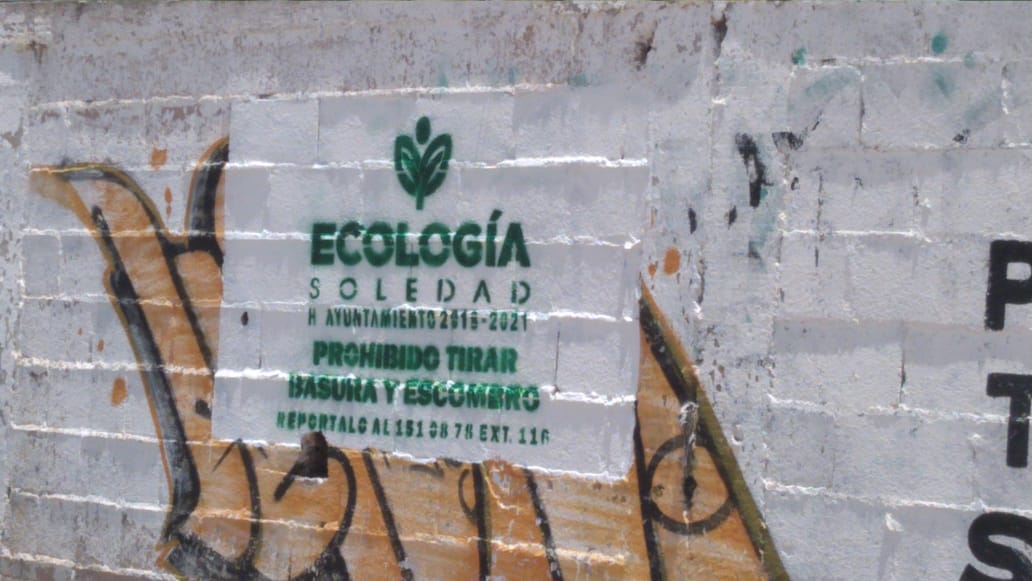 ECOLOGÍA
SOLEDAD
H AYUNTAMIENTO 2018-2021
PROHIBIDO TIRAR
BASURA Y ESCOMBRO
REPORTALO AL 151 08 78 EXT. 116
P
T
S